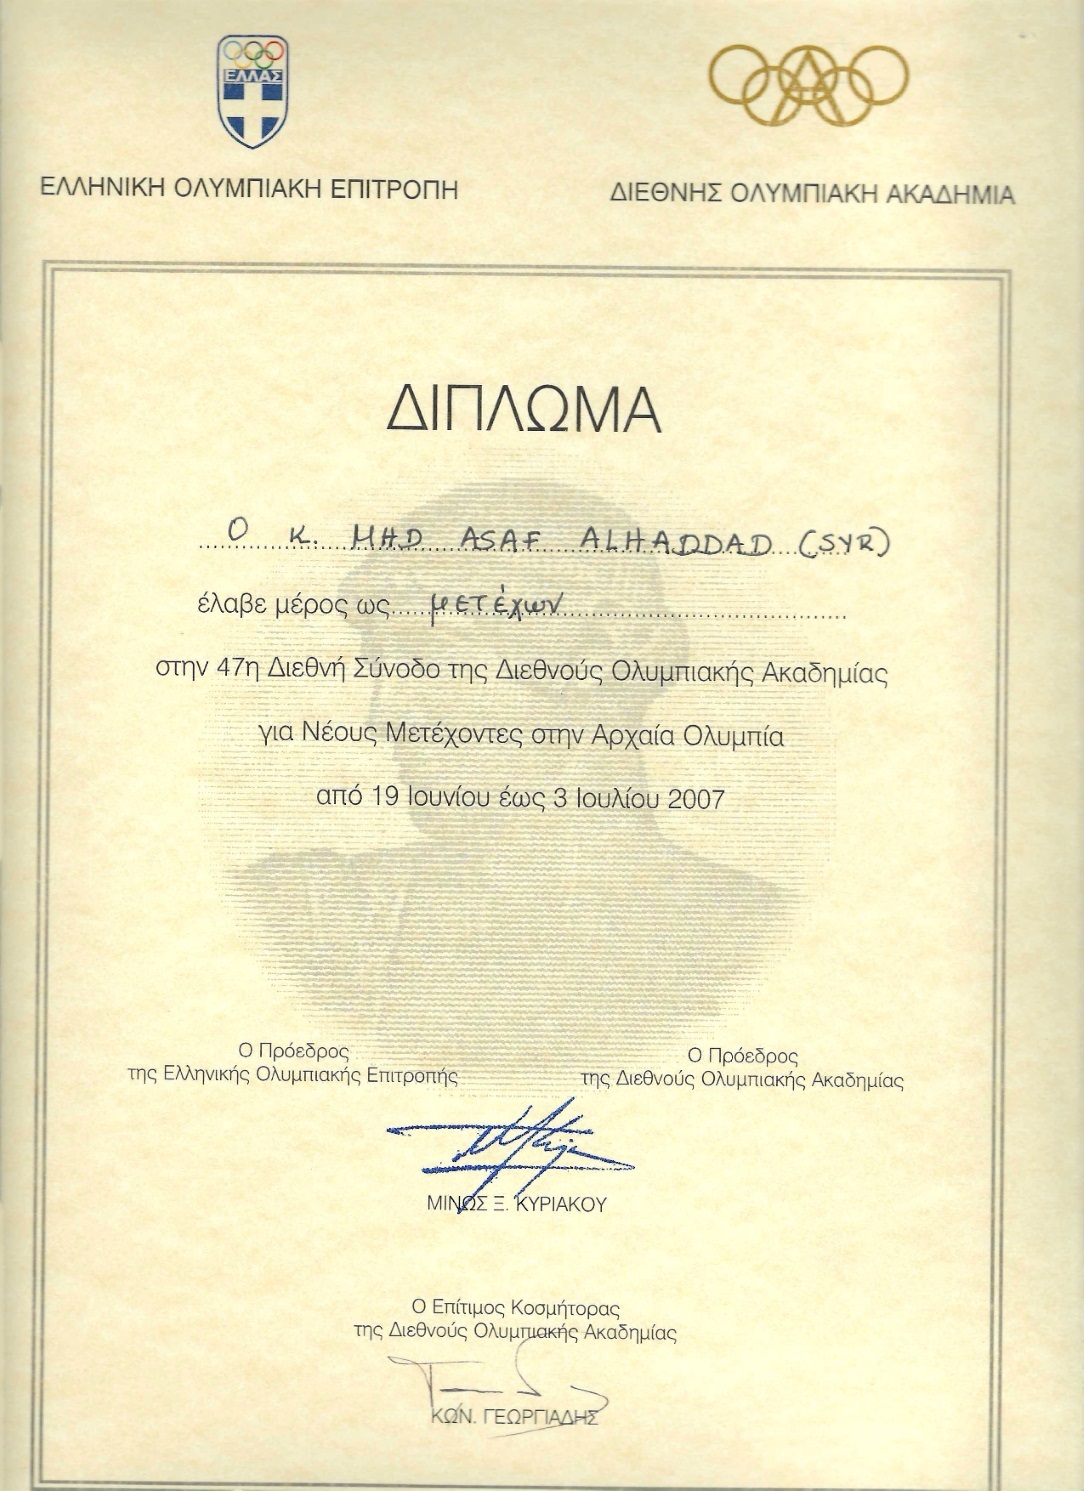 ΕΛΛΑΣ
ΕΛΛΗΝΙΚΗ ΟΛΥΜΠΙΑΚΗ ΕΠΙΤΡΟΠΗ
ΔΙΕΘΝΗΣ ΟΛΥΜΠΙΑΚΗ ΑΚΑΔΗΜΙΑ
ΔΙΠΛΩΜΑ
Ο Κ. MHD ASAF ALHADDAD (SYR)
έλαβε μέρος ως μετέχων
στην 47η Διεθνή Σύνοδο της Διεθνούς Ολυμπιακής Ακαδημίας
για Νέους Μετέχοντες στην Αρχαία Ολυμπία
από 19 Ιουνίου έως 3 Ιουλίου 2007
Ο Πρόεδρος
της Ελληνικής Ολυμπιακής Επιτροπής
Ο Πρόεδρος
της Διεθνούς Ολυμπιακής Ακαδημίας
ΜΙΝΩΣ Ξ. ΚΥΡΙΑΚΟΥ
Ο Επίτιμος Κοσμήτορας
της Διεθνούς Ολυμπιακής Ακαδημίας
ΚΩΝ. ΓΕΩΡΓΙΑΔΗΣ